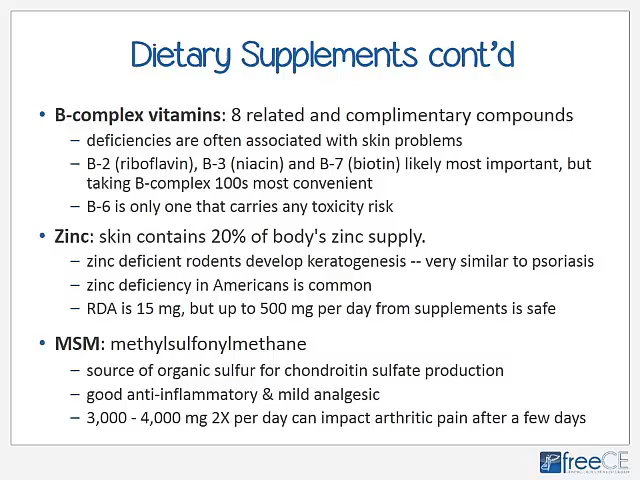 Dietary Supplements cont'd
• B-complex vitamins: 8 related and complimentary compounds
– deficiencies are often associated with skin problems
– B-2 (riboflavin), B-3 (niacin) and B-7 (biotin) likely most important, but
taking B-complex 100s most convenient
– B-6 is only one that carries any toxicity risk
• Zinc: skin contains 20% of body's zinc supply.
– zinc deficient rodents develop keratogenesis -- very similar to psoriasis
– zinc deficiency in Americans is common
– RDA is 15 mg, but up to 500 mg per day from supplements is safe
• MSM: methylsulfonylmethane
– source of organic sulfur for chondroitin sulfate production
– good anti-inflammatory & mild analgesic
– 3,000 - 4,000 mg 2X per day can impact arthritic pain after a few days
freeCE